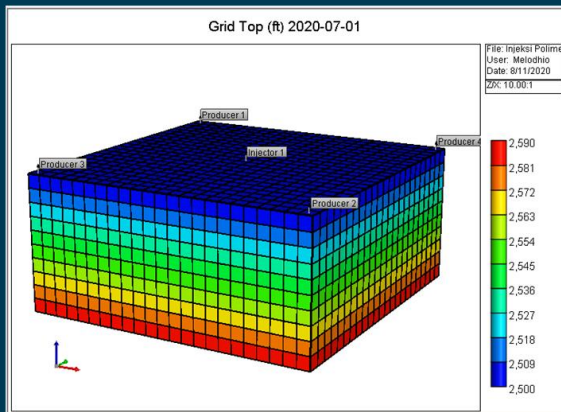 Grid Top (ft) 2020-07-01
File: Injeksi Polime
User: Melodhio
Date: 8/11/2020
Z/X: 10.00:1
Producer 1
Producer 4
Injector 1
Producer 3
Producer 2
2,590
2,581
2,572
2,563
2,554
2,545
2,536
2,527
2,518
2,509
2,500